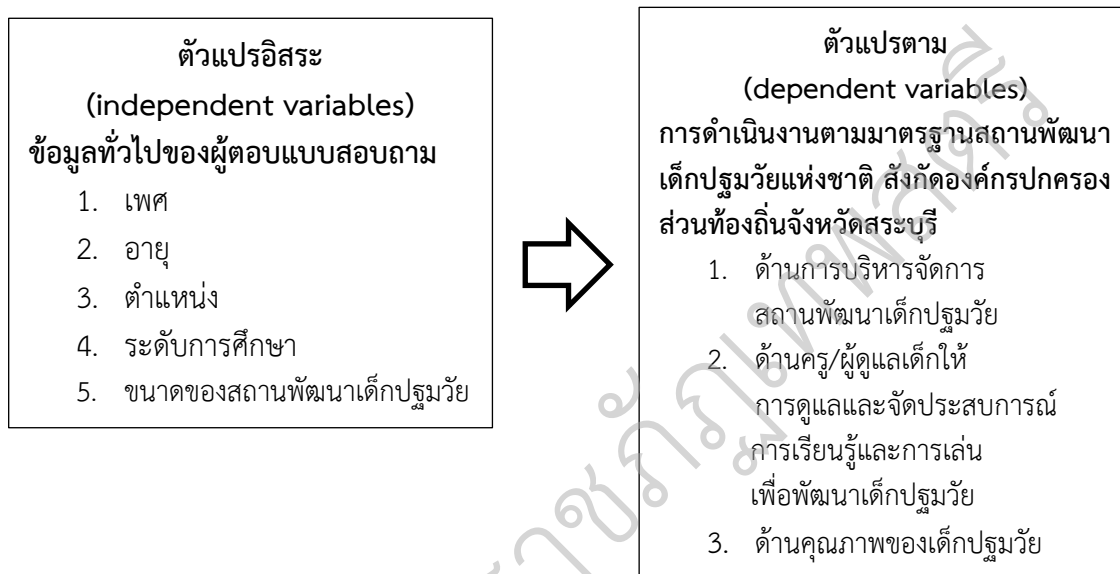 ตัวแปรอิสระ
(independent variables)
ข้อมูลทั่วไปของผู้ตอบแบบสอบถาม
1. เพศ
2. อายุ
3. ตำแหน่ง
4. ระดับการศึกษา
5. ขนาดของสถานพัฒนาเด็กปฐมวัย
ตัวแปรตาม
(dependent variables)
การดำเนินงานตามมาตรฐานสถานพัฒนา
เด็กปฐมวัยแห่งชาติ สังกัดองค์กรปกครอง
ส่วนท้องถิ่นจังหวัดสระบุรี
1. ด้านการบริหารจัดการ
สถานพัฒนาเด็กปฐมวัย
2. ด้านครู/ผู้ดูแลเด็กให้
การดูแลและจัดประสบการณ์
การเรียนรู้และการเล่น
เพื่อพัฒนาเด็กปฐมวัย
3. ด้านคุณภาพของเด็กปฐมวัย
ราชภัฏเทพสตรี